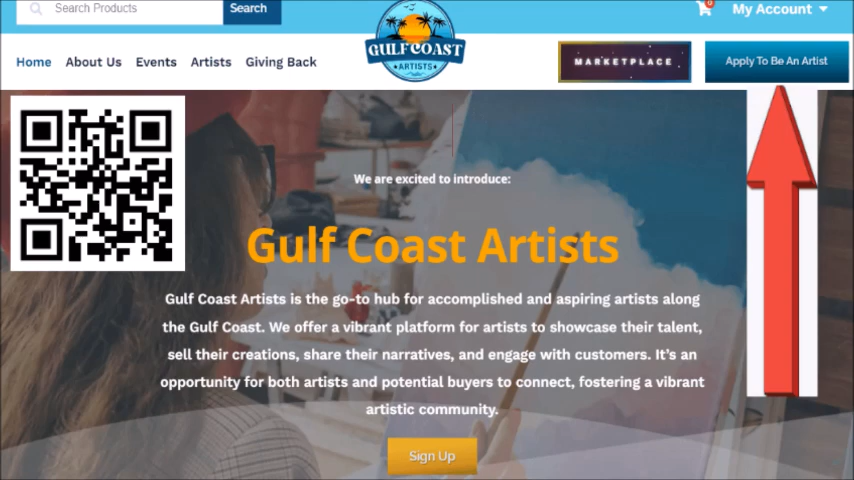 Search Products
Search
0
My Account
GULF COAST
ARTISTS
Home About Us Events Artists Giving Back
MARKETPLACE
Apply To Be An Artist
We are excited to introduce:
Gulf Coast Artists
Gulf Coast Artists is the go-to hub for accomplished and aspiring artists along
the Gulf Coast. We offer a vibrant platform for artists to showcase their talent,
sell their creations, share their narratives, and engage with customers. It's an
opportunity for both artists and potential buyers to connect, fostering a vibrant
artistic community.
Sign Up